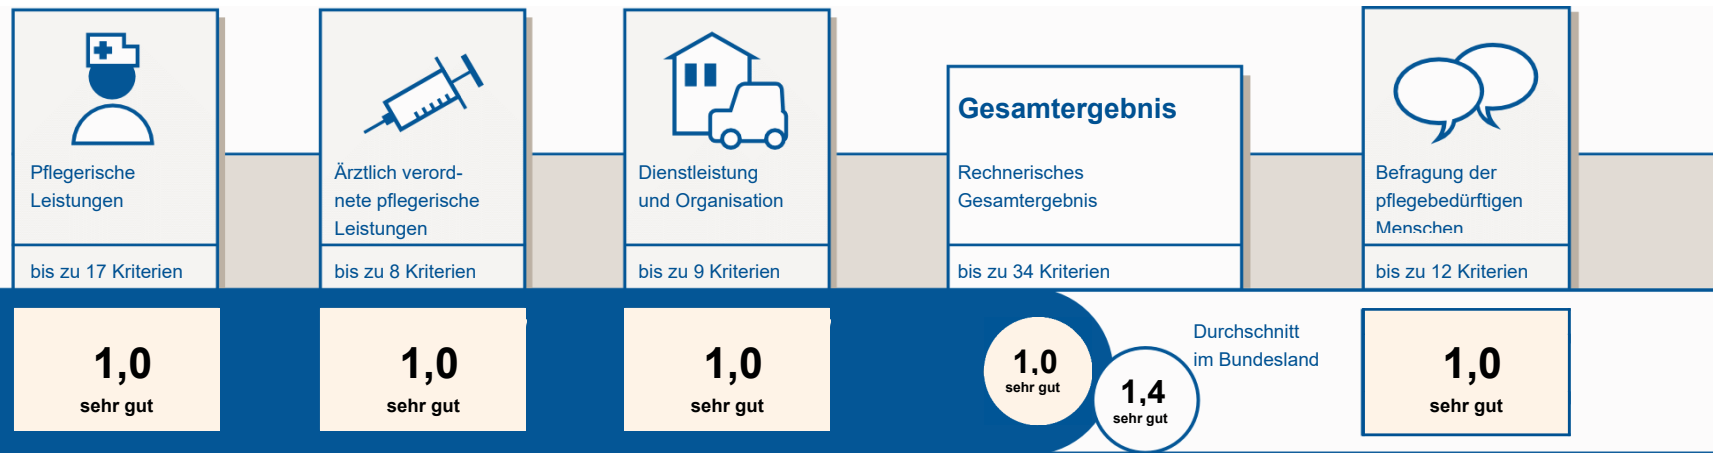 Pflegerische
Leistungen
bis zu 17 Kriterien
1,0
sehr gut
Ärztlich verord-
nete pflegerische
Leistungen
bis zu 8 Kriterien
1,0
sehr gut
Dienstleistung
und Organisation
bis zu 9 Kriterien
1,0
sehr gut
Gesamtergebnis
Rechnerisches
Gesamtergebnis
bis zu 34 Kriterien
1,0
sehr gut
1,4
sehr gut
Durchschnitt
im Bundesland
Befragung der
pflegebedürftigen
Menschen
bis zu 12 Kriterien
1,0
sehr gut